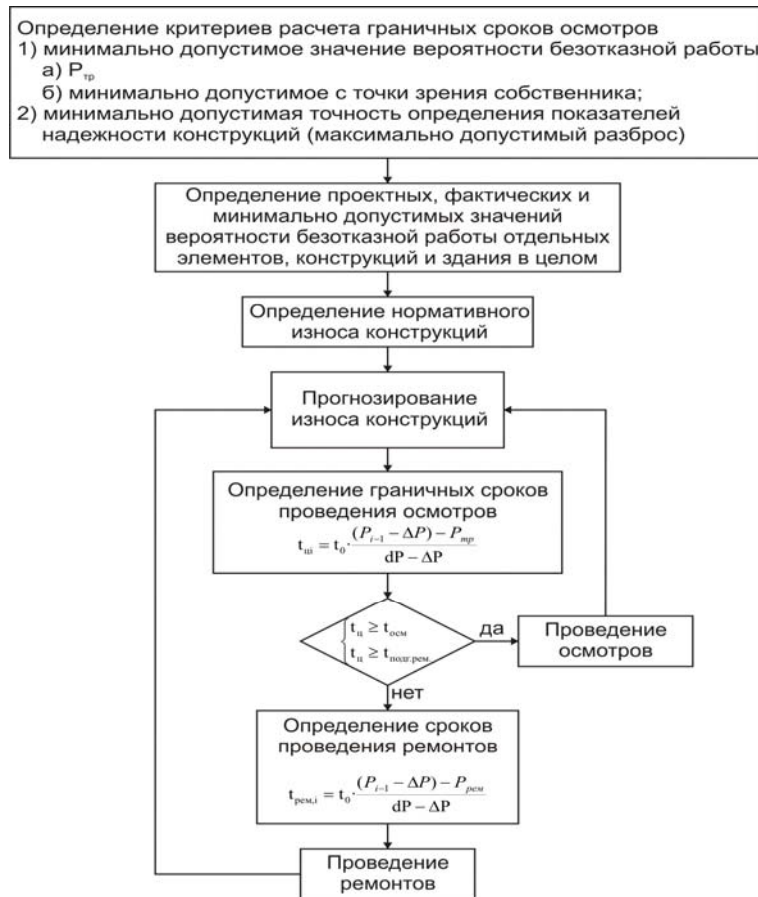 Определение критериев расчета граничных сроков осмотров
1) минимально допустимое значение вероятности безотказной работы
а) Pтр
б) минимально допустимое с точки зрения собственника;
2) минимально допустимая точность определения показателей
надежности конструкций (максимально допустимый разброс)
Определение проектных, фактических и
минимально допустимых значений
вероятности безотказной работы отдельных
элементов, конструкций и здания в целом
Определение нормативного
износа конструкций
Прогнозирование
износа конструкций
Определение граничных сроков
проведения осмотров
tцi = t0·((Pi−1 − ΔP) − Pтр)/(dP − ΔP)
tц ≥ tосм
tц ≥ tподг.рем.
да
Проведение
осмотров
нет
Определение сроков
проведения ремонтов
tрем,i = t0·((Pi−1 − ΔP) − Pрем)/(dP − ΔP)
Проведение
ремонтов